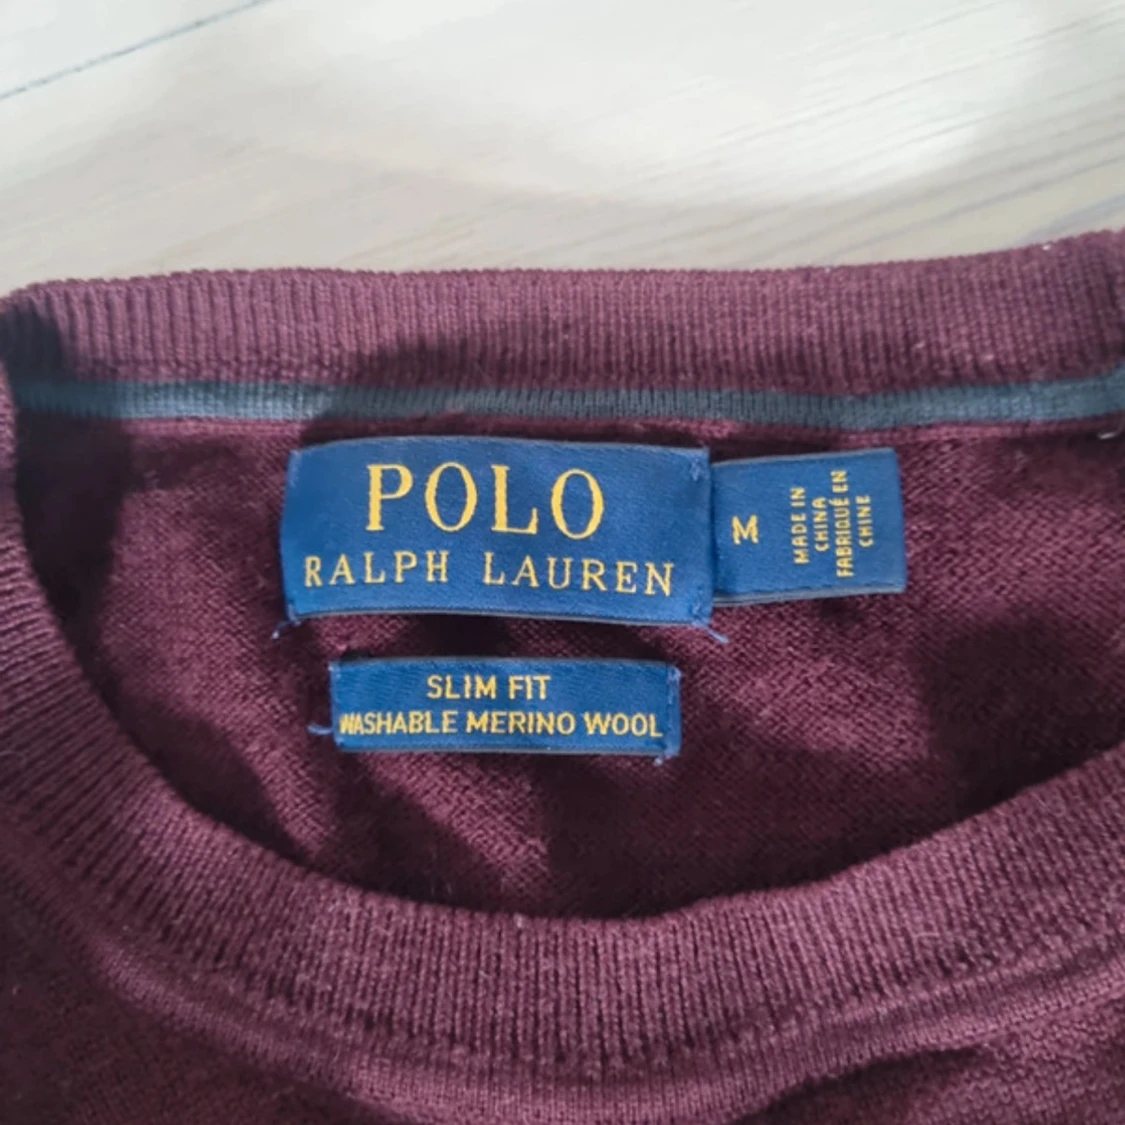 POLO
RALPH LAUREN
M
MADE IN
CHINA
FABRIQUÉ EN
CHINE
SLIM FIT
WASHABLE MERINO WOOL